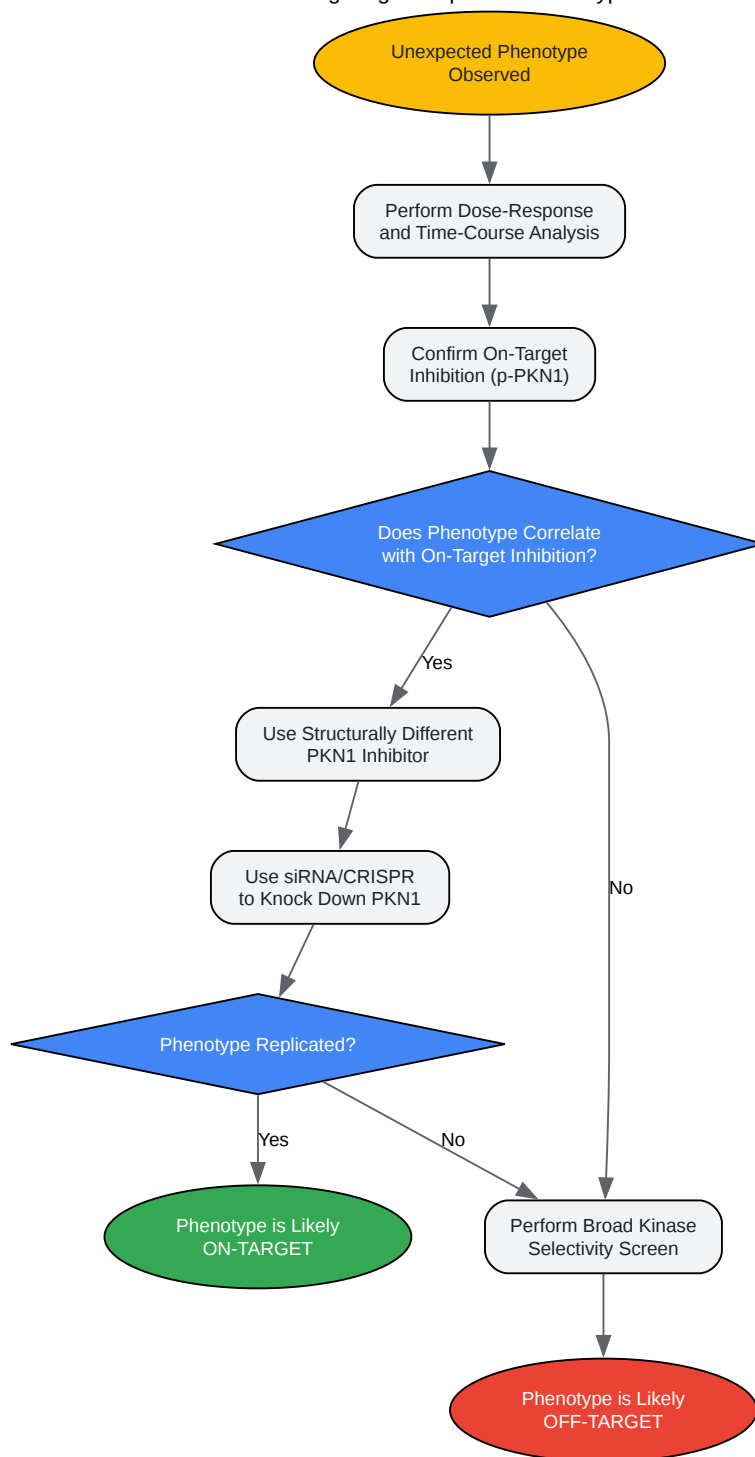 Unexpected Phenotype
Observed
Perform Dose-Response
and Time-Course Analysis
Confirm On-Target
Inhibition (p-PKN1)
Does Phenotype Correlate
with On-Target Inhibition?
Yes
Use Structurally Different
PKN1 Inhibitor
Use siRNA/CRISPR
to Knock Down PKN1
No
Phenotype Replicated?
Yes
No
Phenotype is Likely
ON-TARGET
Perform Broad Kinase
Selectivity Screen
Phenotype is Likely
OFF-TARGET